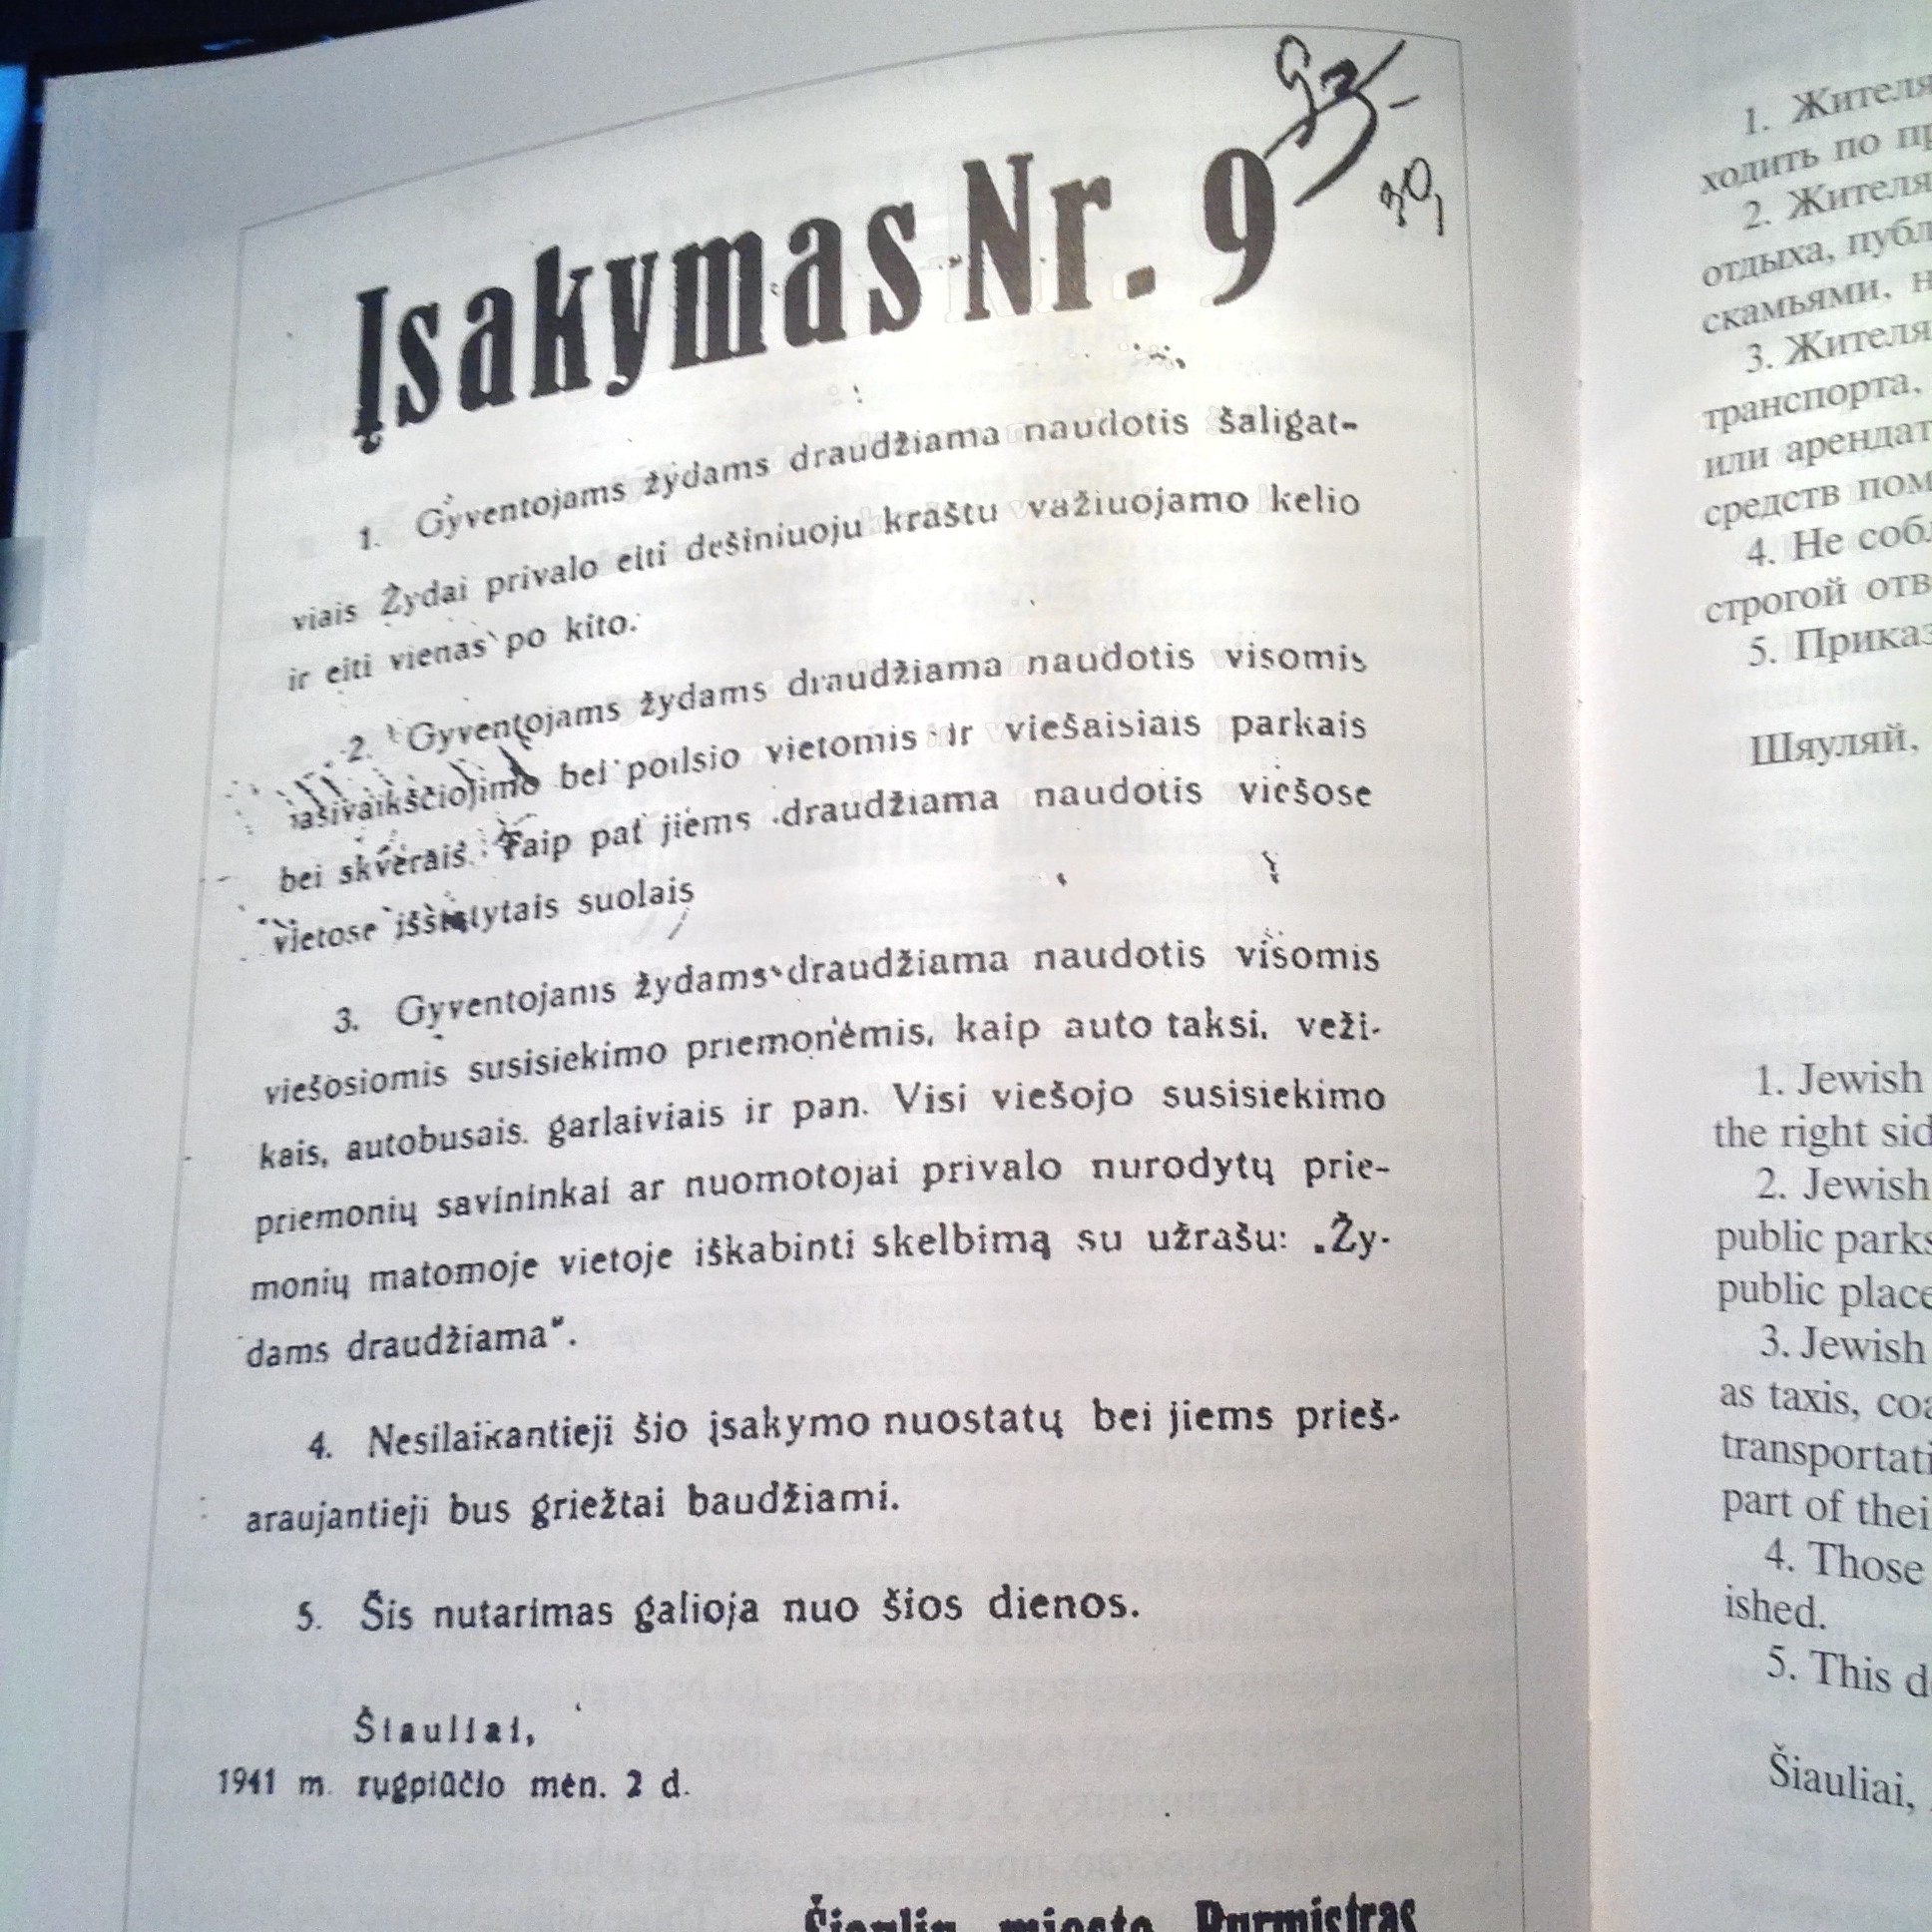 Įsakymas Nr. 9
30,
1. Gyventojams žydams draudžiama naudotis šaligat-
viais Žydai privalo eiti dešiniuoju kraštu važiuojamo kelio
ir eiti vienas po kito.
2. Gyventojams žydams draudžiama naudotis visomis
pasivaikščiojimo bei poilsio vietomis ir viešaisiais parkais
bei skverais. Taip pat jiems draudžiama naudotis viešose
vietose išstatytais suolais
3. Gyventojams žydams draudžiama naudotis visomis
viešosiomis susisiekimo priemonėmis, kaip auto taksi, veži-
kais, autobusais, garlaiviais ir pan. Visi viešojo susisiekimo
priemonių savininkai ar nuomotojai privalo nurodytų prie-
monių matomoje vietoje iškabinti skelbimą su užrašu: „Žy-
dams draudžiama".
4. Nesilaikantieji šio įsakymo nuostatų bei jiems prieš-
araujantieji bus griežtai baudžiami.
5. Šis nutarimas galioja nuo šios dienos.
Šiauliai,
1941 m. rugpiūčio mėn. 2 d.
Šiaulių miesto Burmistras
1. Жителя
ходить по пр
2. Жителя
отдыха, публ
скамьями, н
3. Жителя
транспорта,
или арендат
средств пом
4. Не собл
строгой отв
5. Приказ
Шяуляй,
1. Jewish
the right sid
2. Jewish
public parks
public place
3. Jewish
as taxis, coa
transportati
part of thei
4. Those
ished.
5. This d
Šiauliai,